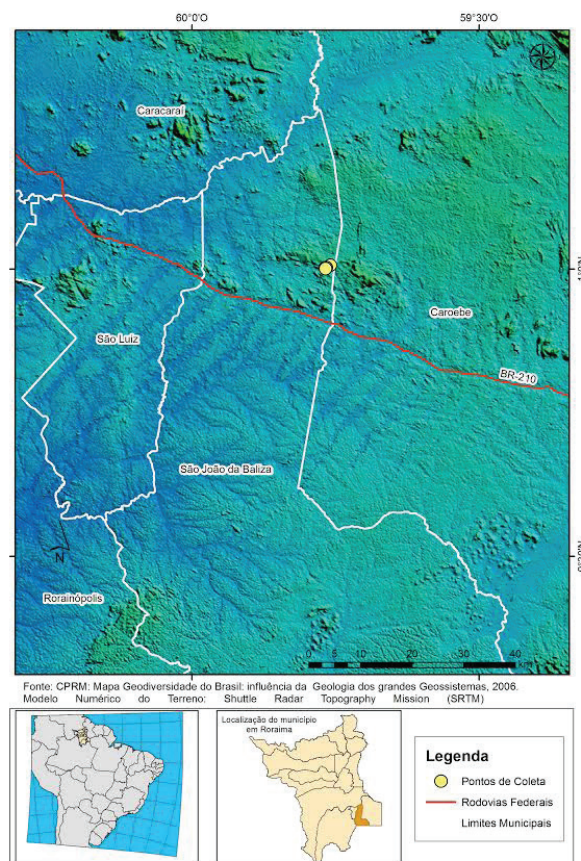 60°0'O 59°30'O
Caracaraí
1°0'N
Caroebe
São Luiz
BR-210
São João da Baliza
N
Rorainópolis
0 5 10 20 30 40
KM
Fonte: CPRM: Mapa Geodiversidade do Brasil: influência da Geologia dos grandes Geossistemas, 2006.
Modelo Numérico do Terreno: Shuttle Radar Topography Mission (SRTM)
Localização do município
em Roraima
Legenda
Pontos de Coleta
Rodovias Federais
Limites Municipais